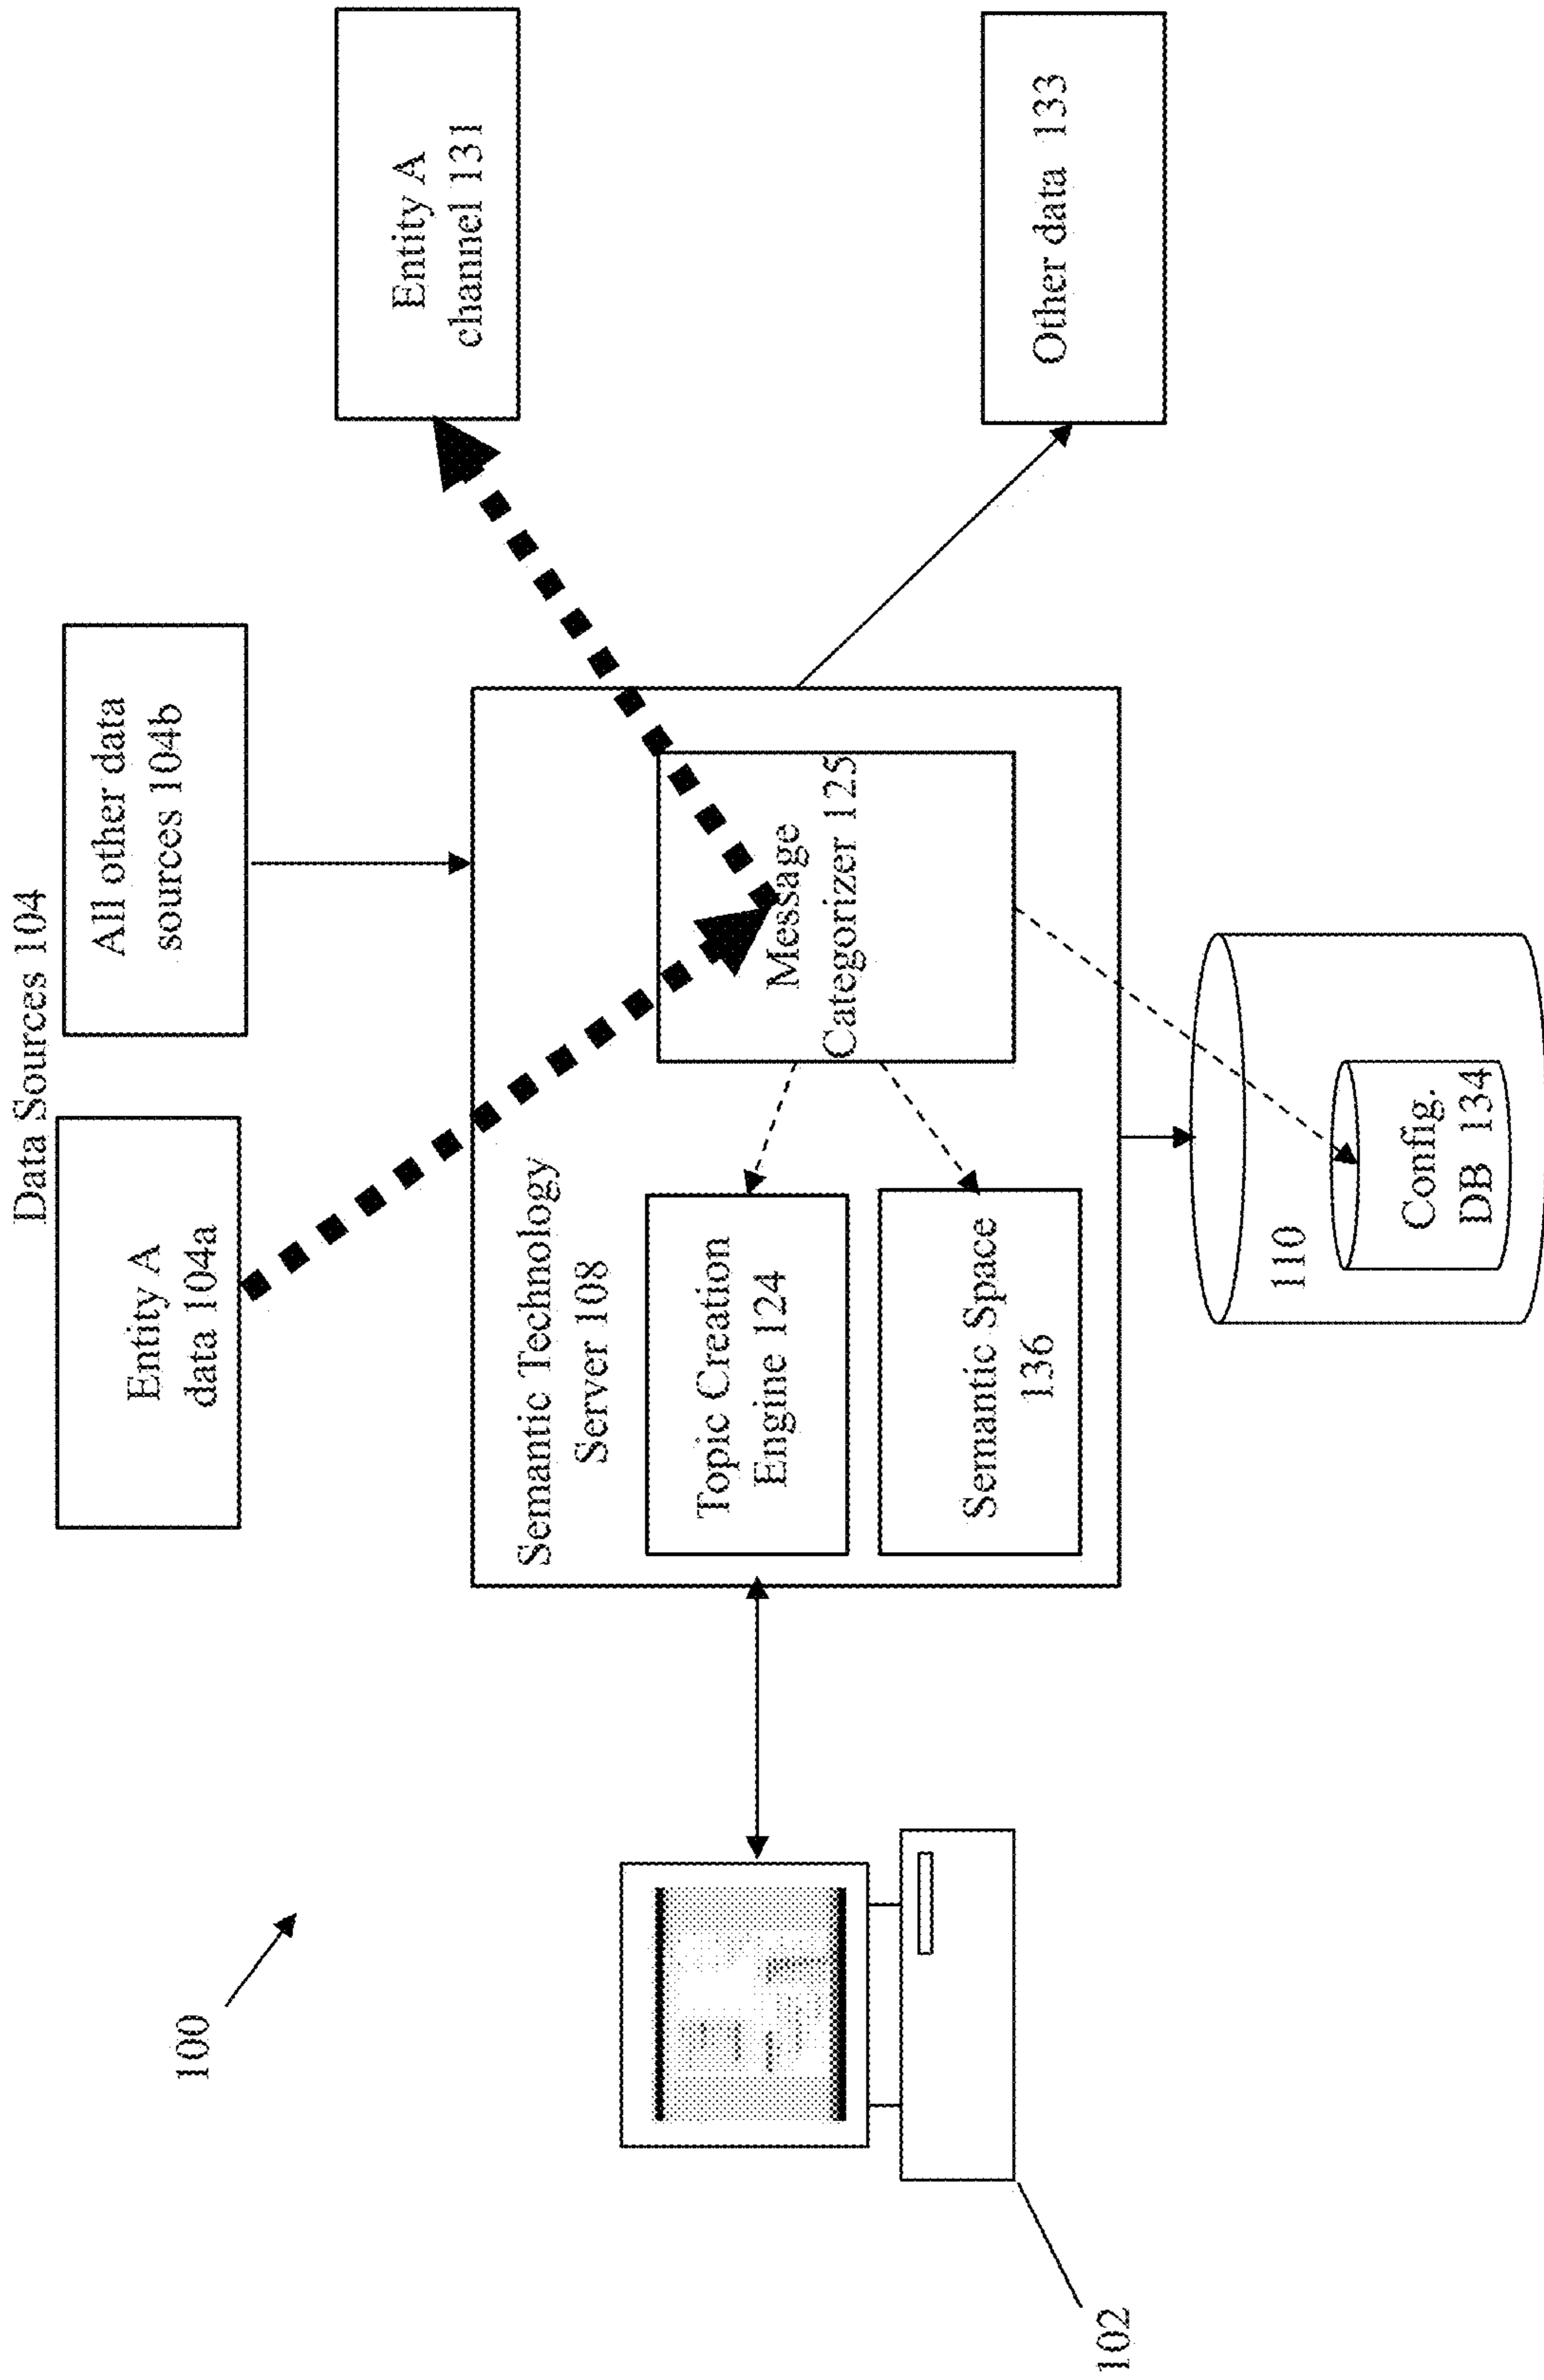 Data Sources 104
Entity A
data 104a
All other data
sources 104b
100
Entity A
channel 131
Semantic Technology
Server 108
Topic Creation
Engine 124
Message
Categorizer 125
Semantic Space
136
Other data 133
102
110
Config.
DB 134